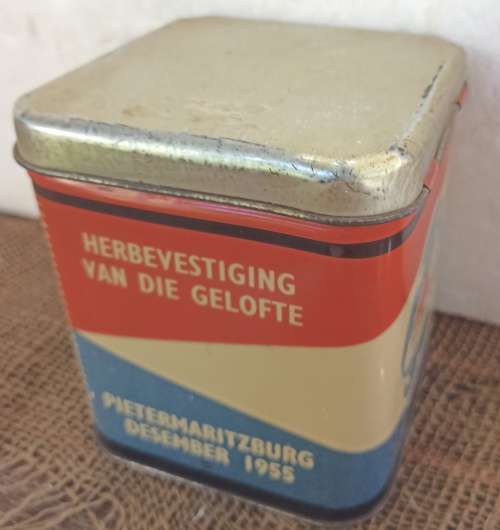 HERBEVESTIGING
VAN DIE GELOFTE
PIETERMARITZBURG
DESEMBER 1955